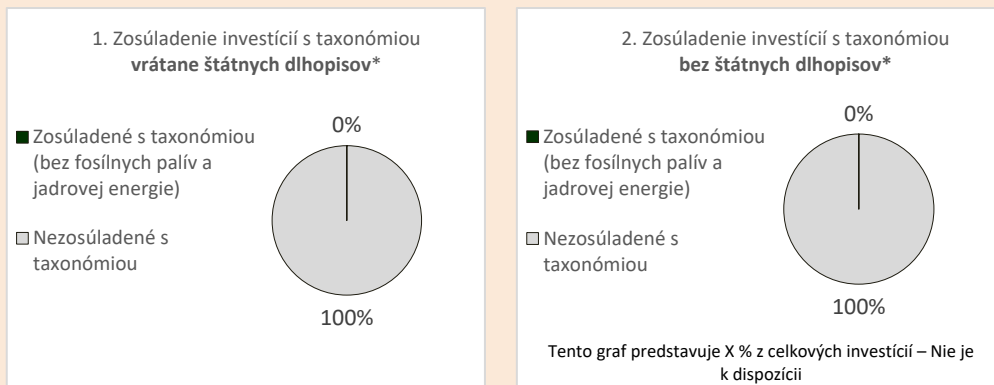 1. Zosúladenie investícií s taxonómiou
vrátane štátnych dlhopisov*
Zosúladené s taxonómiou
(bez fosílnych palív a
jadrovej energie)
Nezosúladené s
taxonómiou
0%
100%
2. Zosúladenie investícií s taxonómiou
bez štátnych dlhopisov*
Zosúladené s taxonómiou
(bez fosílnych palív a
jadrovej energie)
Nezosúladené s
taxonómiou
0%
100%
Tento graf predstavuje X % z celkových investícií – Nie je
k dispozícii